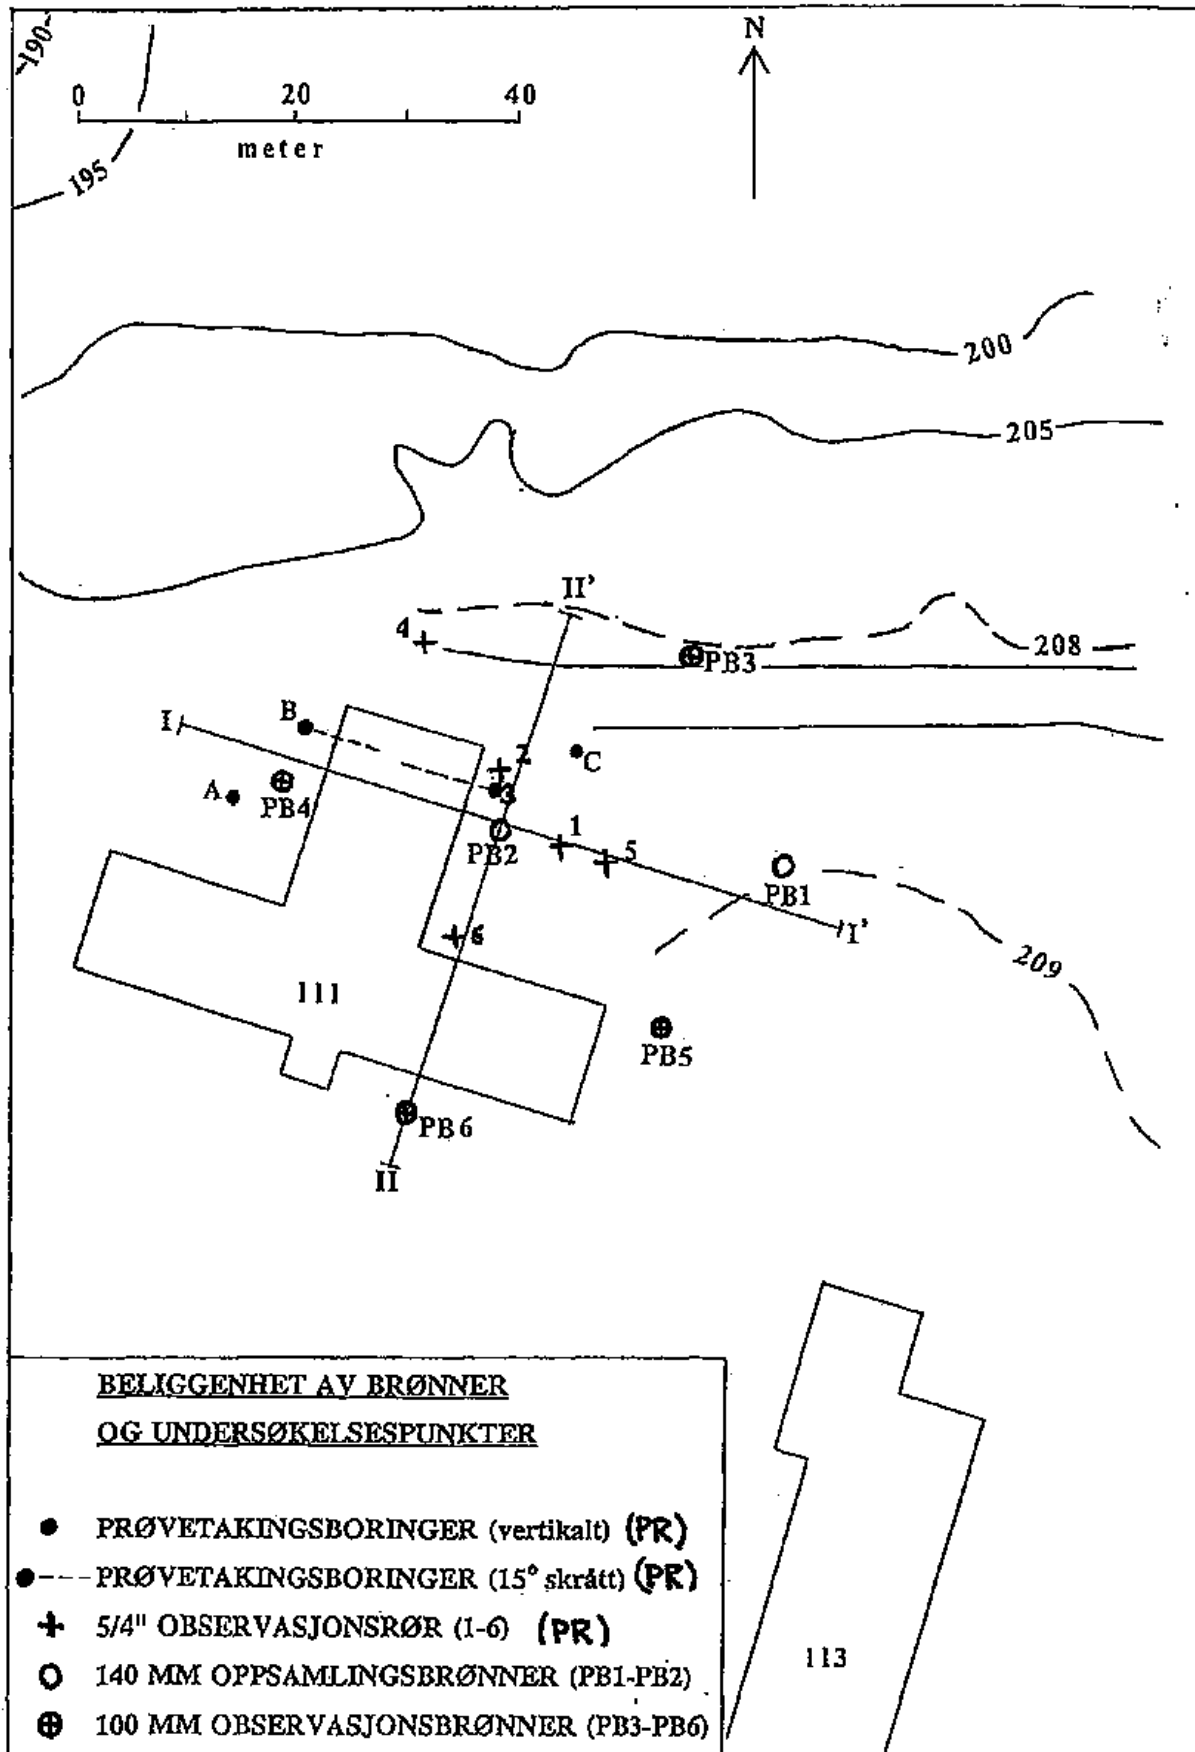 -190-
N
0 20 40
meter
195
200
205
II'
4
208
PB3
I
B
2
C
A
PB4
3
1
PB2
5
PB1
I'
6
209
111
PB5
PB6
II
BELIGGENHET AV BRØNNER
OG UNDERSØKELSESPUNKTER
PRØVETAKINGSBORINGER (vertikalt) (PR)
PRØVETAKINGSBORINGER (15° skrått) (PR)
5/4" OBSERVASJONSRØR (1-6) (PR)
113
140 MM OPPSAMLINGSBRØNNER (PB1-PB2)
100 MM OBSERVASJONSBRØNNER (PB3-PB6)